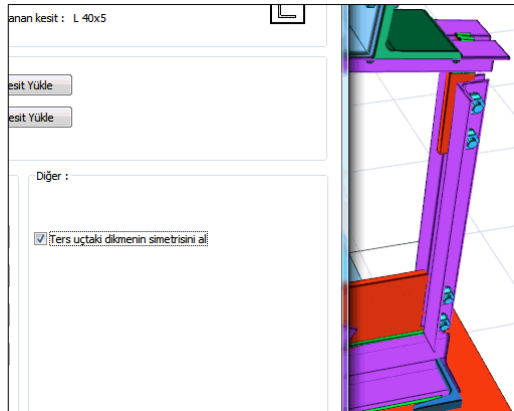 anan kesit : L 40x5
esit Yükle
esit Yükle
Diğer :
Ters uçtaki dikmenin simetrisini al